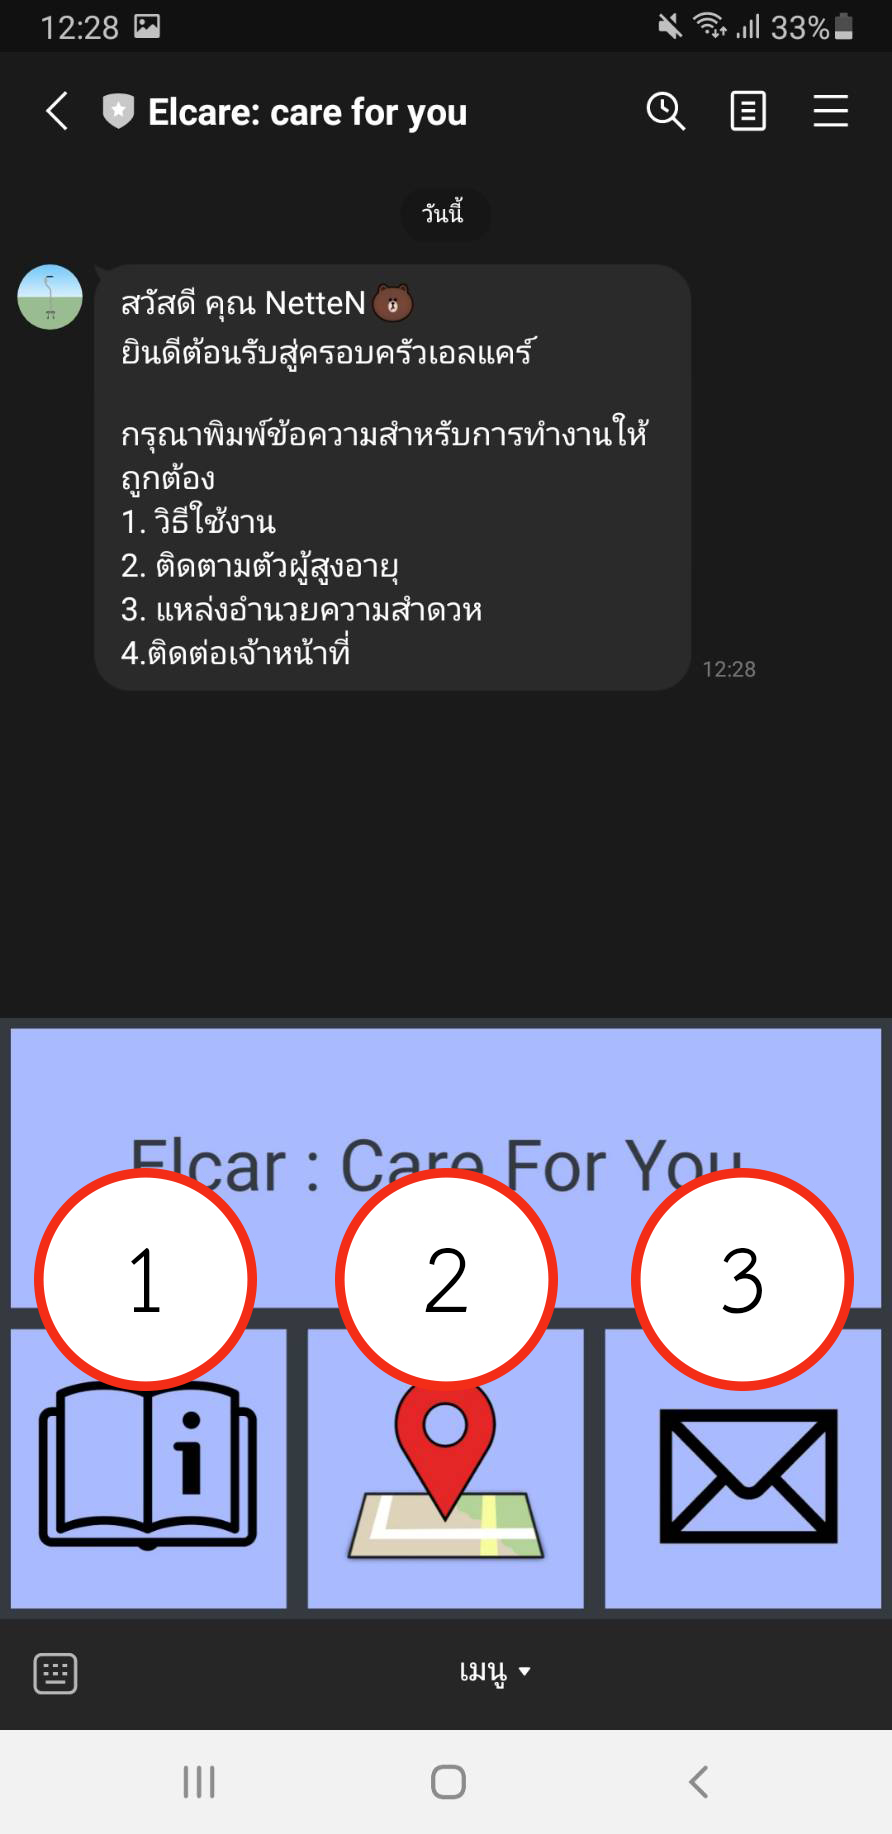 12:28
33%
Elcare: care for you
วันนี้
สวัสดี คุณ NetteN
ยินดีต้อนรับสู่ครอบครัวเอลแคร์
กรุณาพิมพ์ข้อความสำหรับการทำงานให้
ถูกต้อง
1. วิธีใช้งาน
2. ติดตามตัวผู้สูงอายุ
3. แหล่งอำนวยความสำดวห
4.ติดต่อเจ้าหน้าที่
12:28
Elcar : Care For You
1 2 3
i
เมนู